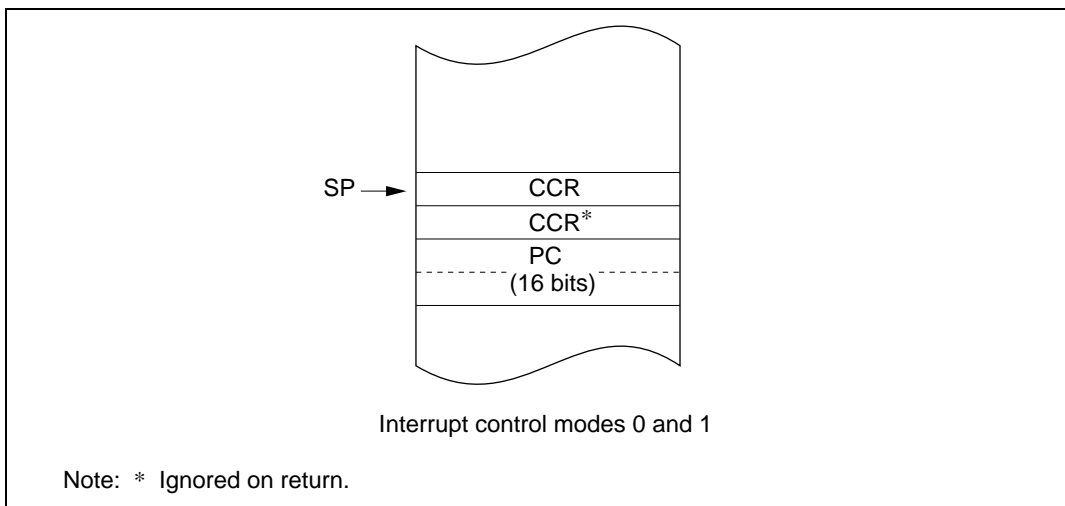 SP
CCR
CCR*
PC
(16 bits)
Interrupt control modes 0 and 1
Note: * Ignored on return.